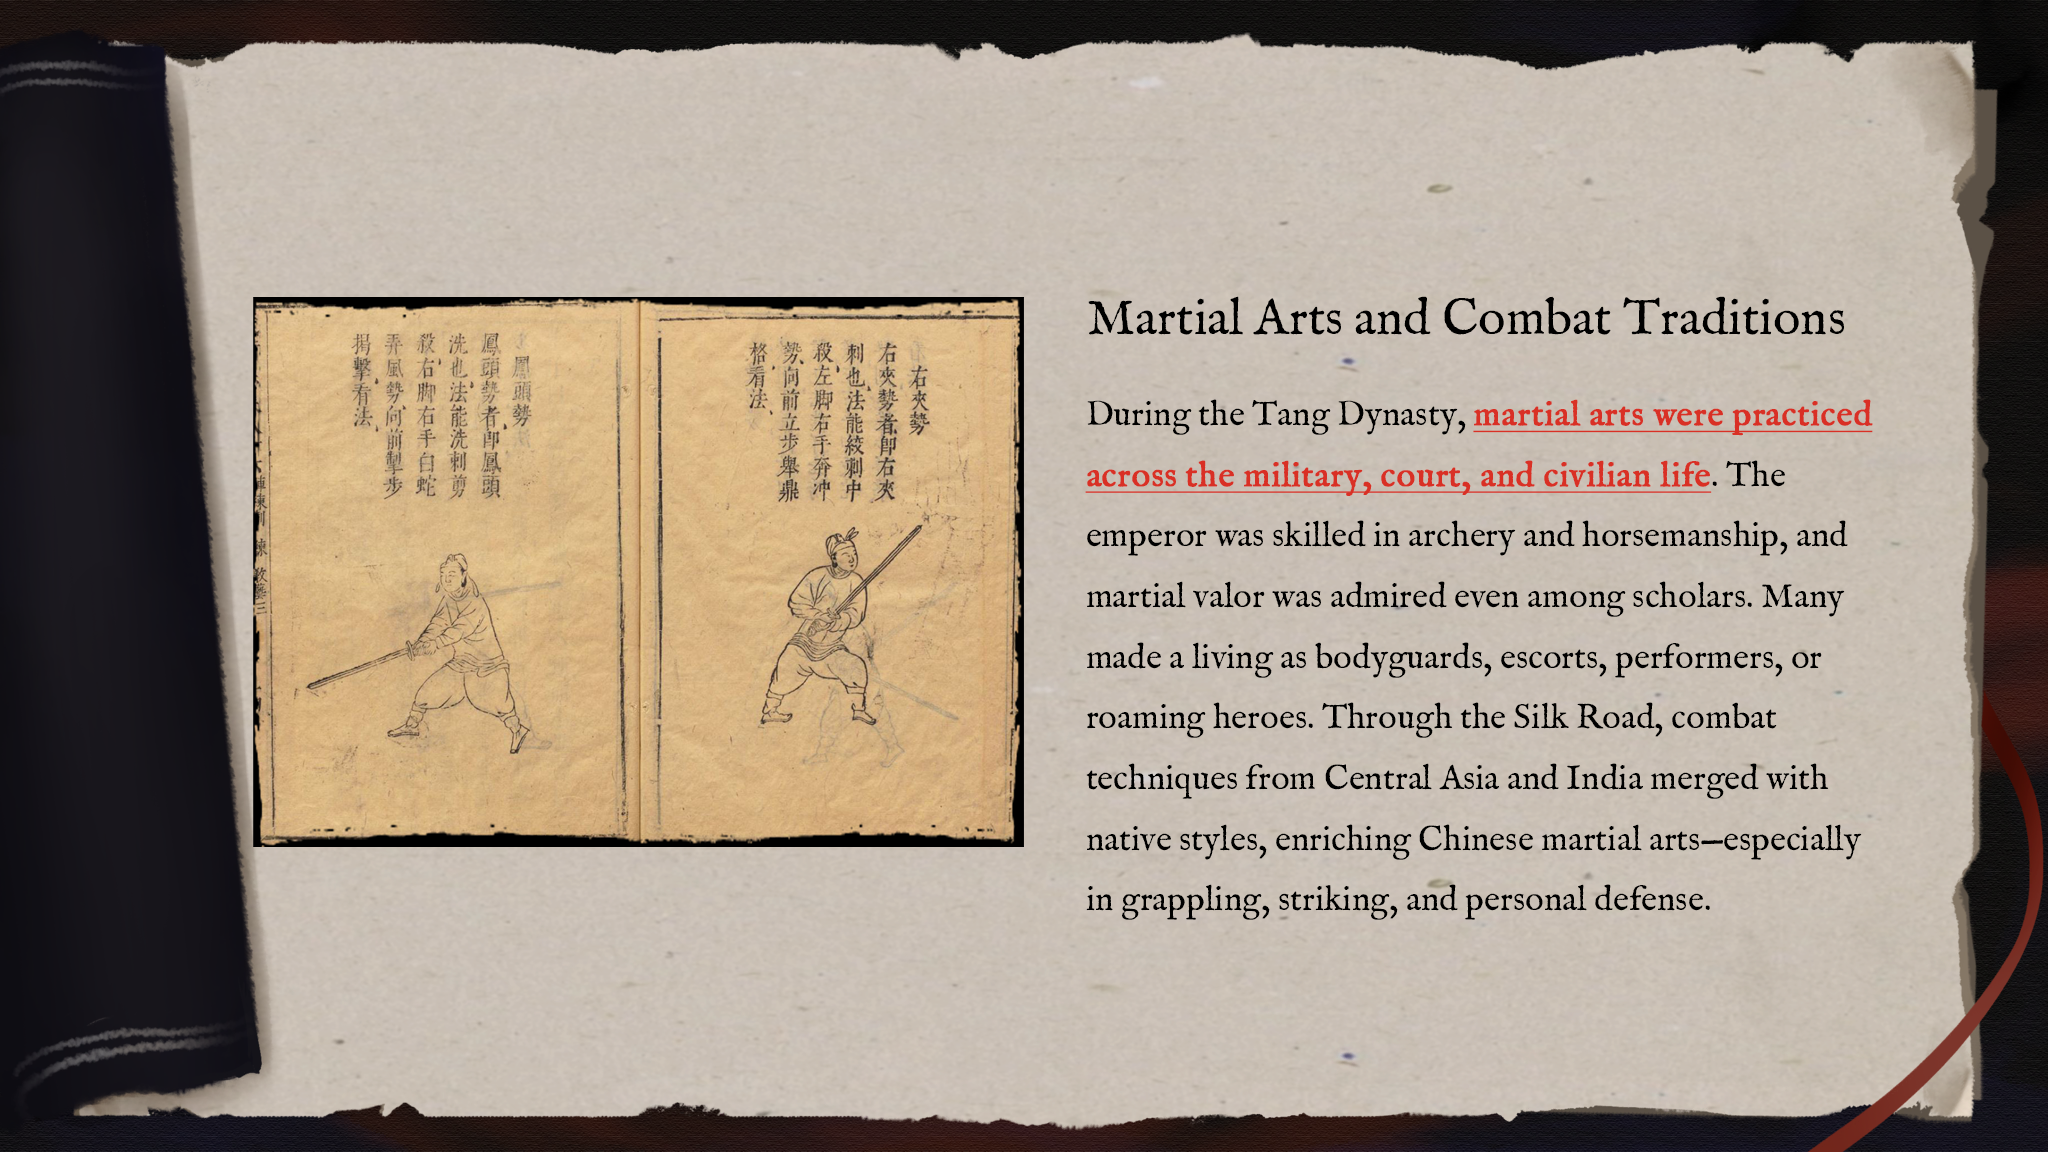 Martial Arts and Combat Traditions
During the Tang Dynasty, martial arts were practiced
across the military, court, and civilian life. The
emperor was skilled in archery and horsemanship, and
martial valor was admired even among scholars. Many
made a living as bodyguards, escorts, performers, or
roaming heroes. Through the Silk Road, combat
techniques from Central Asia and India merged with
native styles, enriching Chinese martial arts—especially
in grappling, striking, and personal defense.
右夾勢
右夾勢者卽右夾
刺也法能絞刺中
殺左脚右手奔冲
勢向前立步舉鼎
格看法
鳳頭勢
鳳頭勢者卽鳳頭
洗也法能洗刺剪
殺右脚右手白蛇
弄風勢向前掣步
揭擊看法